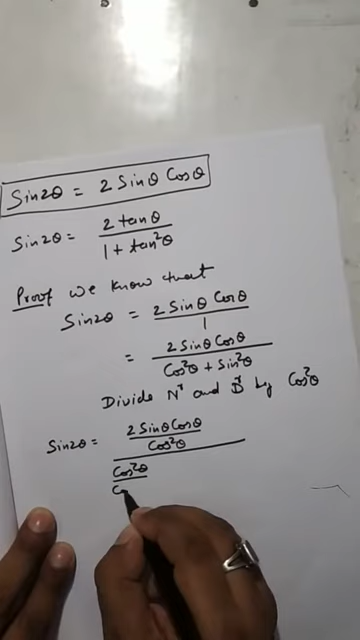 Sin2θ = 2 Sinθ Cosθ
Sin2θ = 2 tanθ / 1 + tan²θ
Proof we know that
Sin2θ = 2 Sinθ Cosθ / 1
= 2 Sinθ Cosθ / Cos²θ + Sin²θ
Divide Nʳ and Dʳ by Cos²θ
Sin2θ = 2 Sinθ Cosθ / Cos²θ
Cos²θ / C